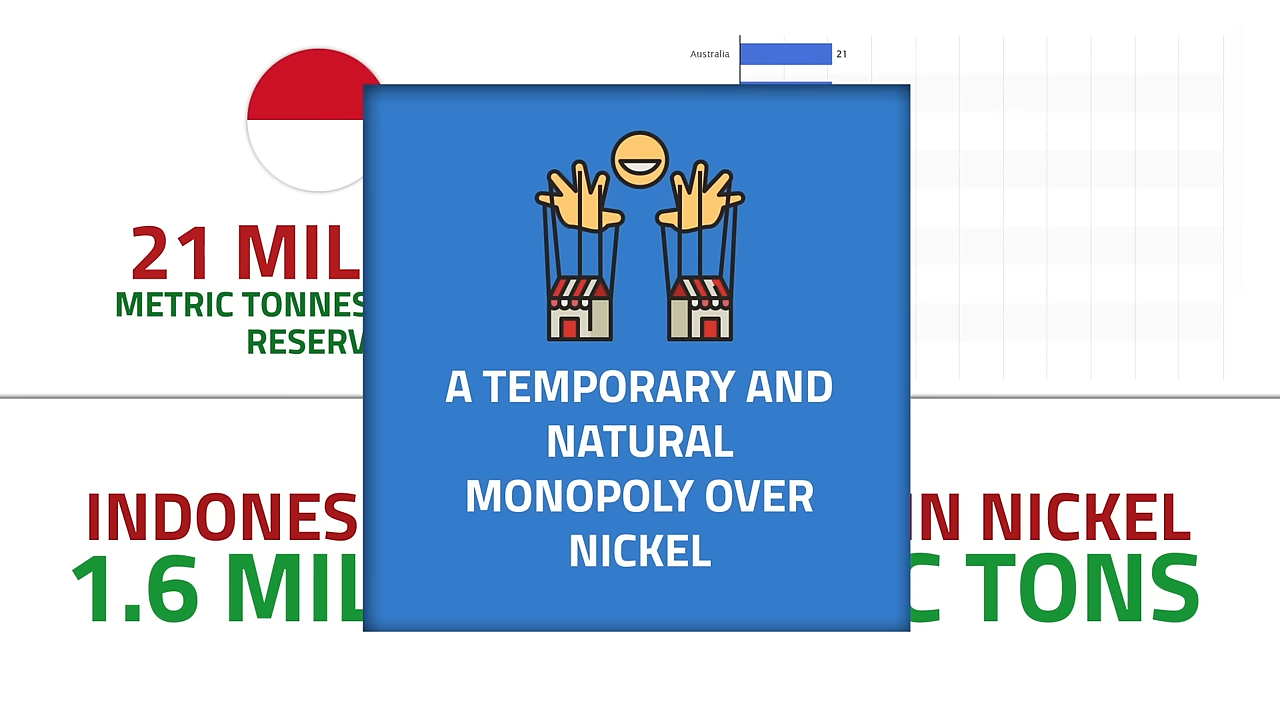 Australia 21
21 MIL
METRIC TONNES
RESERV
A TEMPORARY AND
NATURAL
MONOPOLY OVER
NICKEL
INDONES IN NICKEL
1.6 MIL C TONS